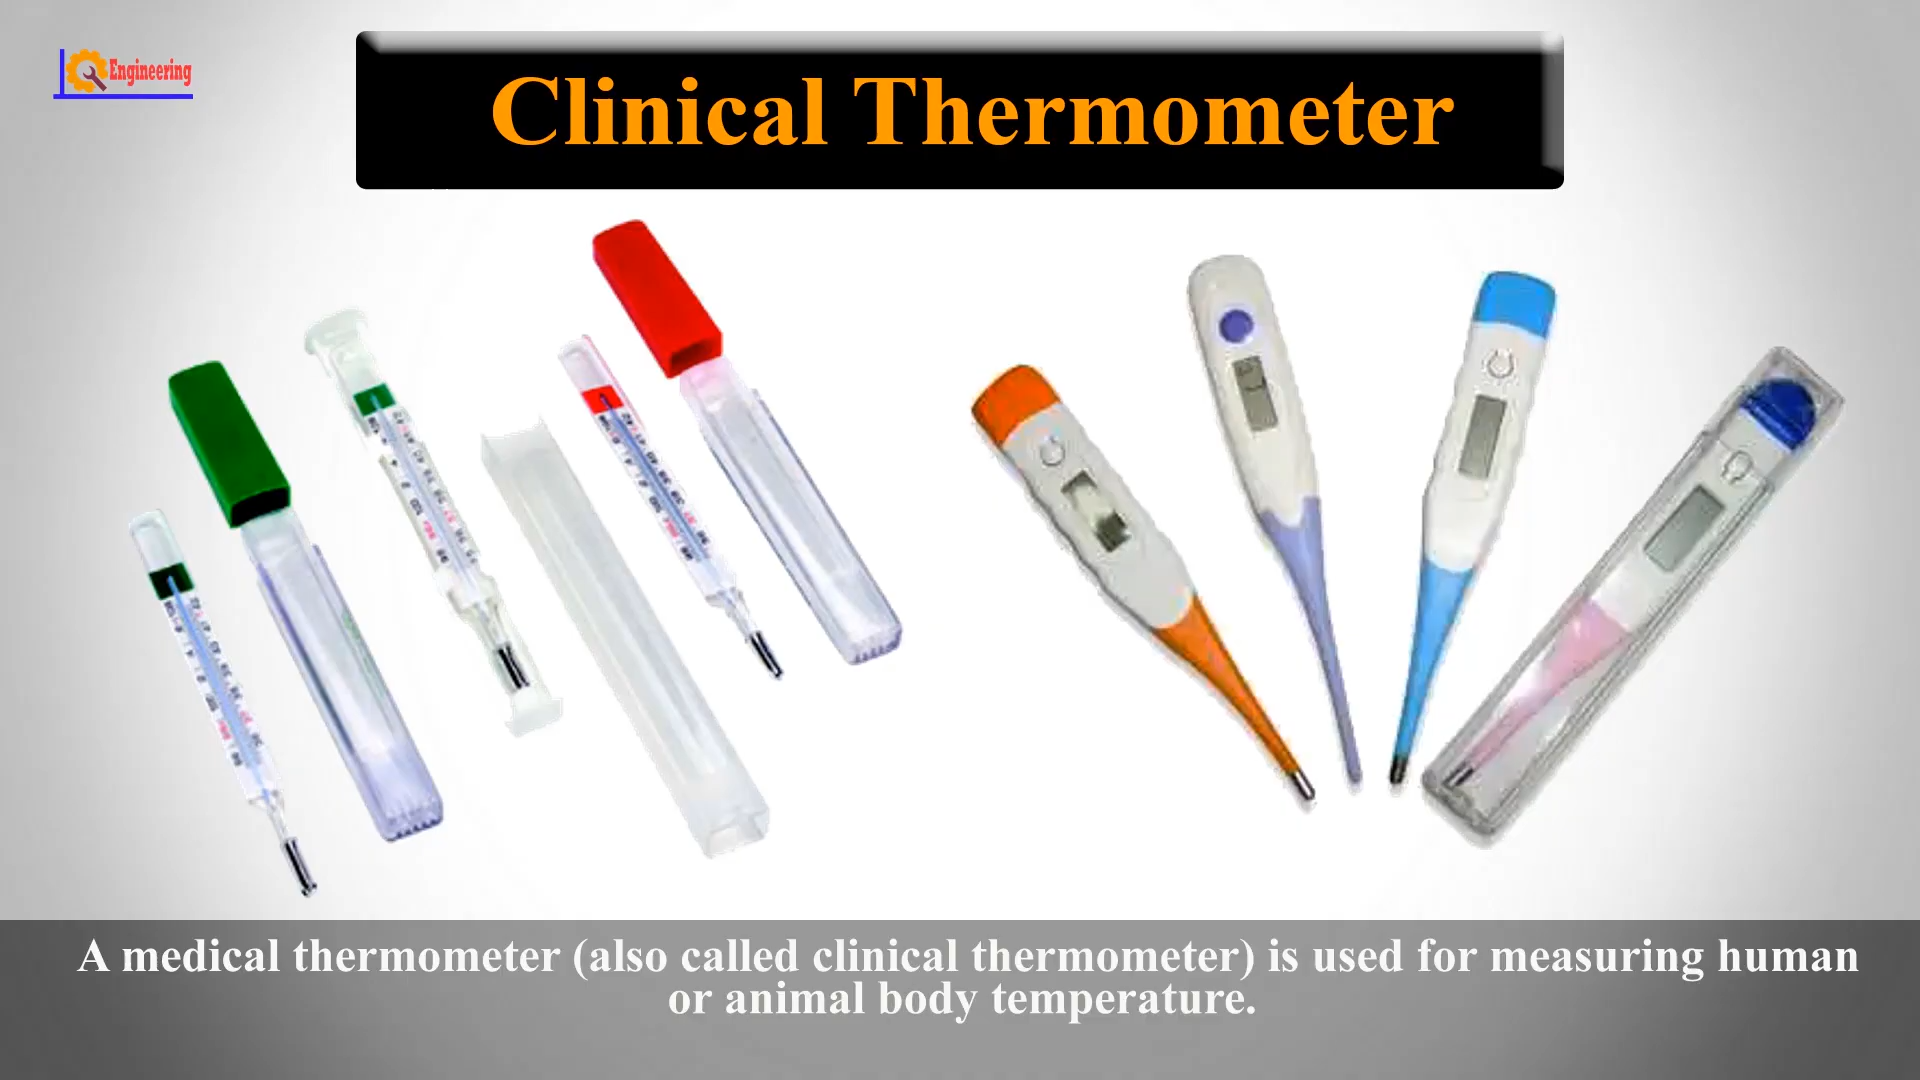 Engineering
Clinical Thermometer
A medical thermometer (also called clinical thermometer) is used for measuring human
or animal body temperature.